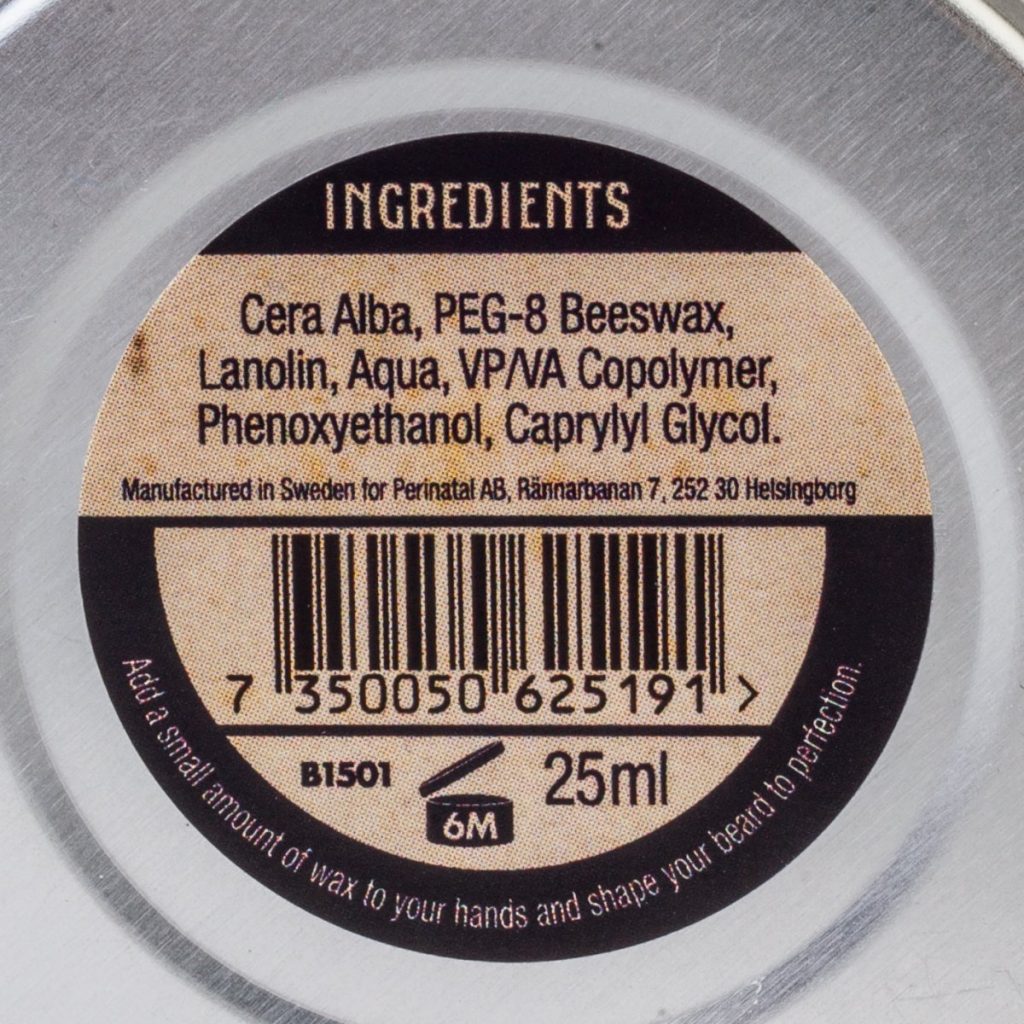 INGREDIENTS
Cera Alba, PEG-8 Beeswax,
Lanolin, Aqua, VP/VA Copolymer,
Phenoxyethanol, Caprylyl Glycol.
Manufactured in Sweden for Perinatal AB, Rännarbanan 7, 252 30 Helsingborg
7 350050 625191 >
B1501 6M 25ml
Add a small amount of wax to your hands and shape your beard to perfection.